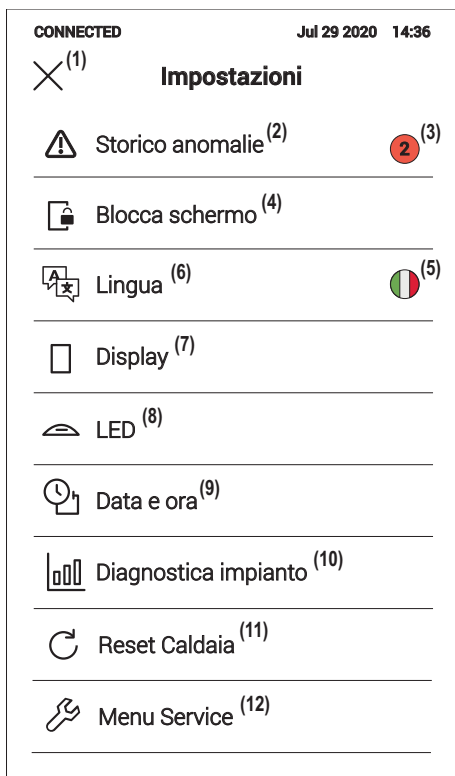 CONNECTED Jul 29 2020 14:36
(1) Impostazioni
Storico anomalie (2) 2 (3)
Blocca schermo (4)
Lingua (6) (5)
Display (7)
LED (8)
Data e ora (9)
Diagnostica impianto (10)
Reset Caldaia (11)
Menu Service (12)